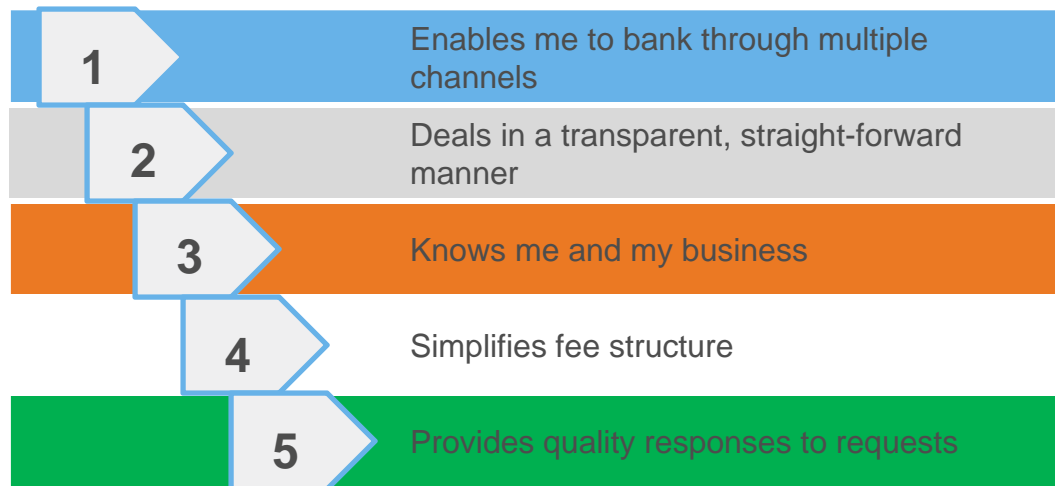 1
Enables me to bank through multiple
channels
2
Deals in a transparent, straight-forward
manner
3
Knows me and my business
4
Simplifies fee structure
5
Provides quality responses to requests